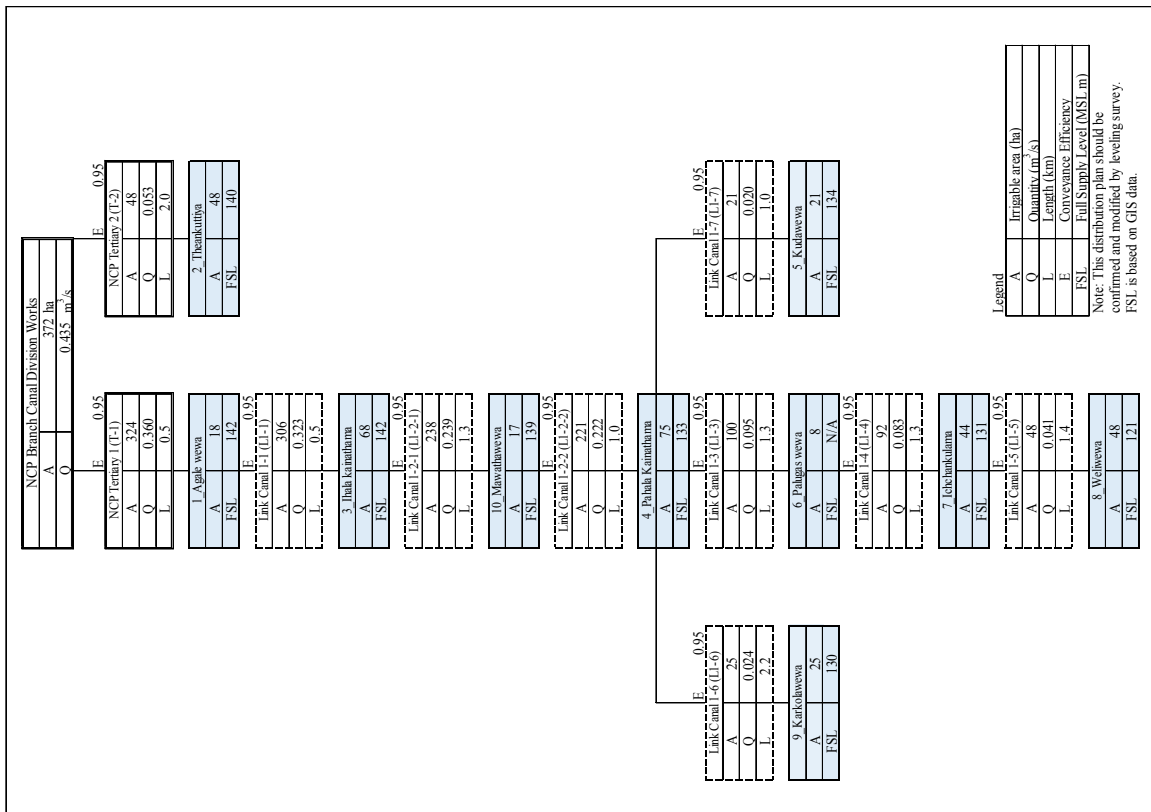 NCP Branch Canal Division Works
A 372 ha
Q 0.435 m³/s
E 0.95
NCP Tertiary 1 (T-1)
A 324
Q 0.360
L 0.5
1_Agale wewa
A 18
FSL 142
E 0.95
Link Canal 1-1 (L1-1)
A 306
Q 0.323
L 0.5
3_Ihala kainathama
A 68
FSL 142
E 0.95
Link Canal 1-2-1 (L1-2-1)
A 238
Q 0.239
L 1.3
10_Mawathawewa
A 17
FSL 139
E 0.95
Link Canal 1-2-2 (L1-2-2)
A 221
Q 0.222
L 1.0
4_Pahala Kainathama
A 75
FSL 133
E 0.95
Link Canal 1-3 (L1-3)
A 100
Q 0.095
L 1.3
6_Palugas wewa
A 8
FSL N/A
E 0.95
Link Canal 1-4 (L1-4)
A 92
Q 0.083
L 1.3
7_Ichchankulama
A 44
FSL 131
E 0.95
Link Canal 1-5 (L1-5)
A 48
Q 0.041
L 1.4
8_Weliwewa
A 48
FSL 121
E 0.95
NCP Tertiary 2 (T-2)
A 48
Q 0.053
L 2.0
2_Theankuttiya
A 48
FSL 140
E 0.95
Link Canal 1-6 (L1-6)
A 25
Q 0.024
L 2.2
9_Karkolawewa
A 25
FSL 130
E 0.95
Link Canal 1-7 (L1-7)
A 21
Q 0.020
L 1.0
5_Kudawewa
A 21
FSL 134
Legend
A Irrigable area (ha)
Q Quantity (m³/s)
L Length (km)
E Conveyance Efficiency
FSL Full Supply Level (MSL m)
Note: This distribution plan should be
confirmed and modified by leveling survey.
FSL is based on GIS data.